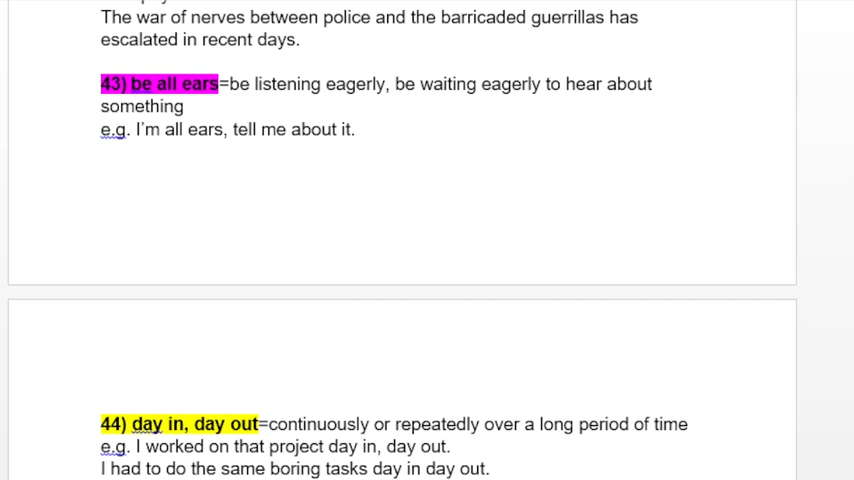 The war of nerves between police and the barricaded guerrillas has
escalated in recent days.
43) be all ears=be listening eagerly, be waiting eagerly to hear about
something
e.g. I'm all ears, tell me about it.
44) day in, day out=continuously or repeatedly over a long period of time
e.g. I worked on that project day in, day out.
I had to do the same boring tasks day in day out.